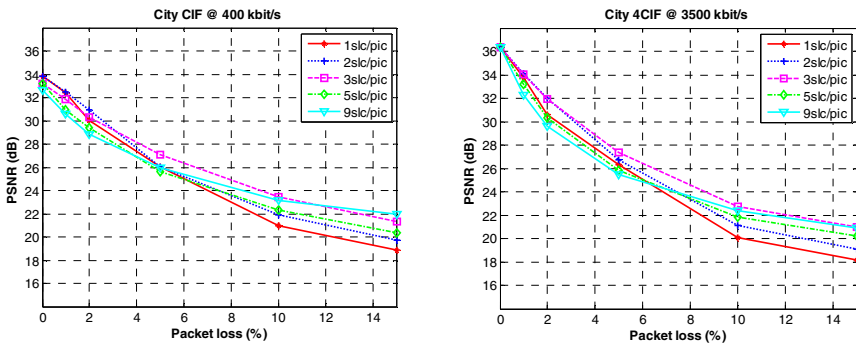 City CIF @ 400 kbit/s
36
34
32
30
28
26
24
22
20
18
16
PSNR (dB)
0 2 4 6 8 10 12 14
Packet loss (%)
1slc/pic
2slc/pic
3slc/pic
5slc/pic
9slc/pic
City 4CIF @ 3500 kbit/s
36
34
32
30
28
26
24
22
20
18
16
PSNR (dB)
0 2 4 6 8 10 12 14
Packet loss (%)
1slc/pic
2slc/pic
3slc/pic
5slc/pic
9slc/pic